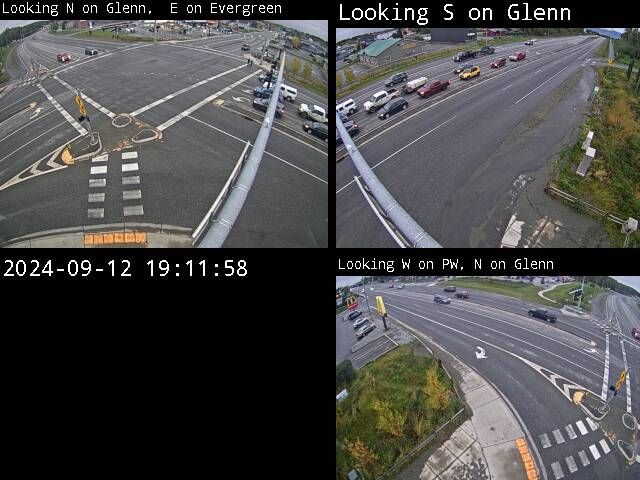 Looking N on Glenn,  E on Evergreen
Looking S on Glenn
2024-09-12 19:11:58
Looking W on PW, N on Glenn